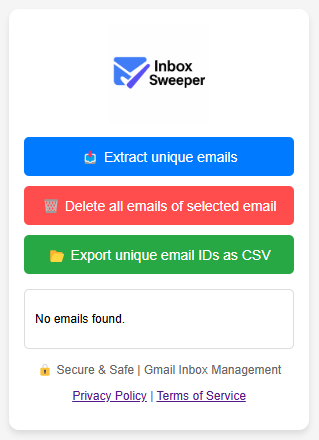 Inbox
Sweeper
📤 Extract unique emails
🗑️ Delete all emails of selected email
📂 Export unique email IDs as CSV
No emails found.
🔒 Secure & Safe | Gmail Inbox Management
Privacy Policy | Terms of Service